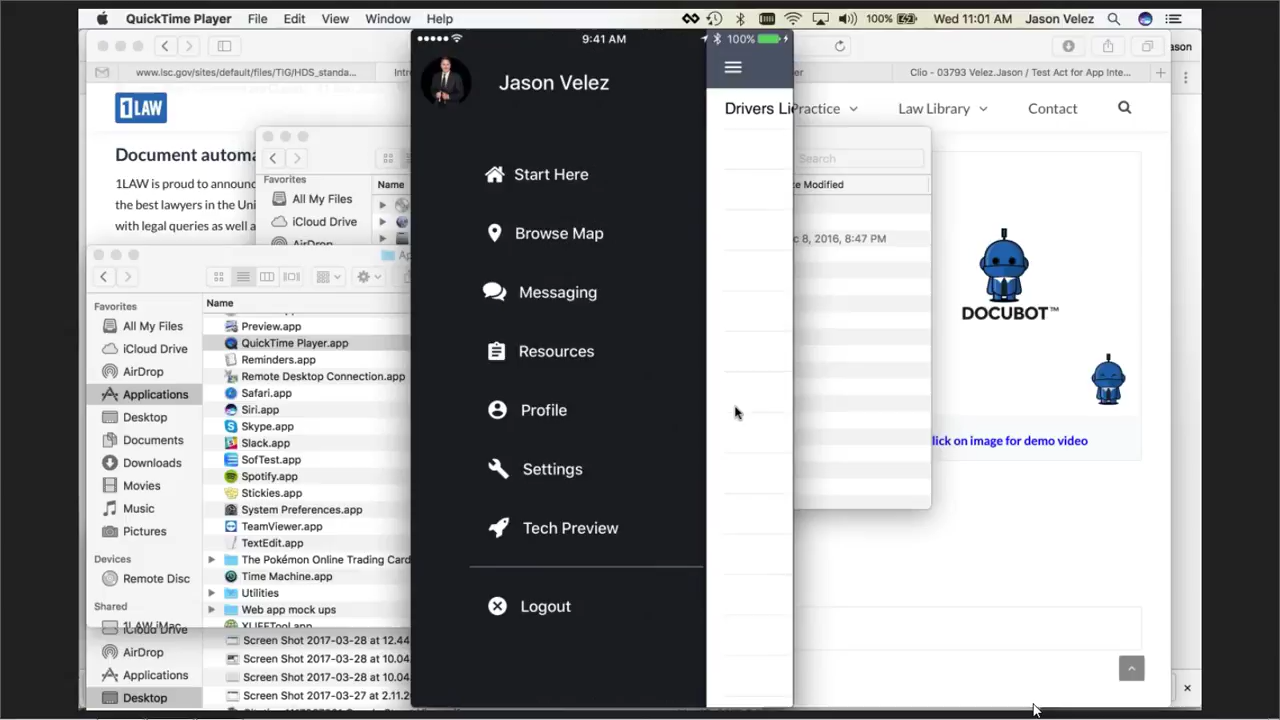 QuickTime Player File Edit View Window Help
100% Wed 11:01 AM Jason Velez
www.lsc.gov/sites/default/files/TIG/HDS_standa...
Clio - 03793 Velez.Jason / Test Act for App Inte...
1LAW
Practice Law Library Contact
Document automa
1LAW is proud to announc
the best lawyers in the Uni
with legal queries as well a
Favorites
All My Files
iCloud Drive
AirDrop
Name
Search
e Modified
c 8, 2016, 8:47 PM
9:41 AM
100%
Jason Velez
Start Here
Browse Map
Messaging
Resources
Profile
Settings
Tech Preview
Logout
Drivers Li
DOCUBOT™
lick on image for demo video
Ap
Favorites
All My Files
iCloud Drive
AirDrop
Applications
Desktop
Documents
Downloads
Movies
Music
Pictures
Devices
Remote Disc
Shared
1LAW iMac
iCloud Drive
AirDrop
Applications
Desktop
Name
Preview.app
QuickTime Player.app
Reminders.app
Remote Desktop Connection.app
Safari.app
Siri.app
Skype.app
Slack.app
SofTest.app
Spotify.app
Stickies.app
System Preferences.app
TeamViewer.app
TextEdit.app
The Pokémon Online Trading Card
Time Machine.app
Utilities
Web app mock ups
XLIFFTool.app
Screen Shot 2017-03-28 at 12.44
Screen Shot 2017-03-28 at 10.04
Screen Shot 2017-03-28 at 10.04
Screen Shot 2017-03-27 at 2.11.2